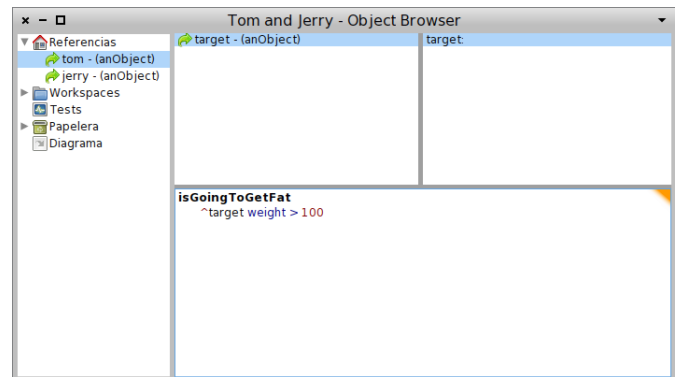 Tom and Jerry - Object Browser
Referencias
tom - (anObject)
jerry - (anObject)
Workspaces
Tests
Papelera
Diagrama
target - (anObject)
target:
isGoingToGetFat
^target weight > 100